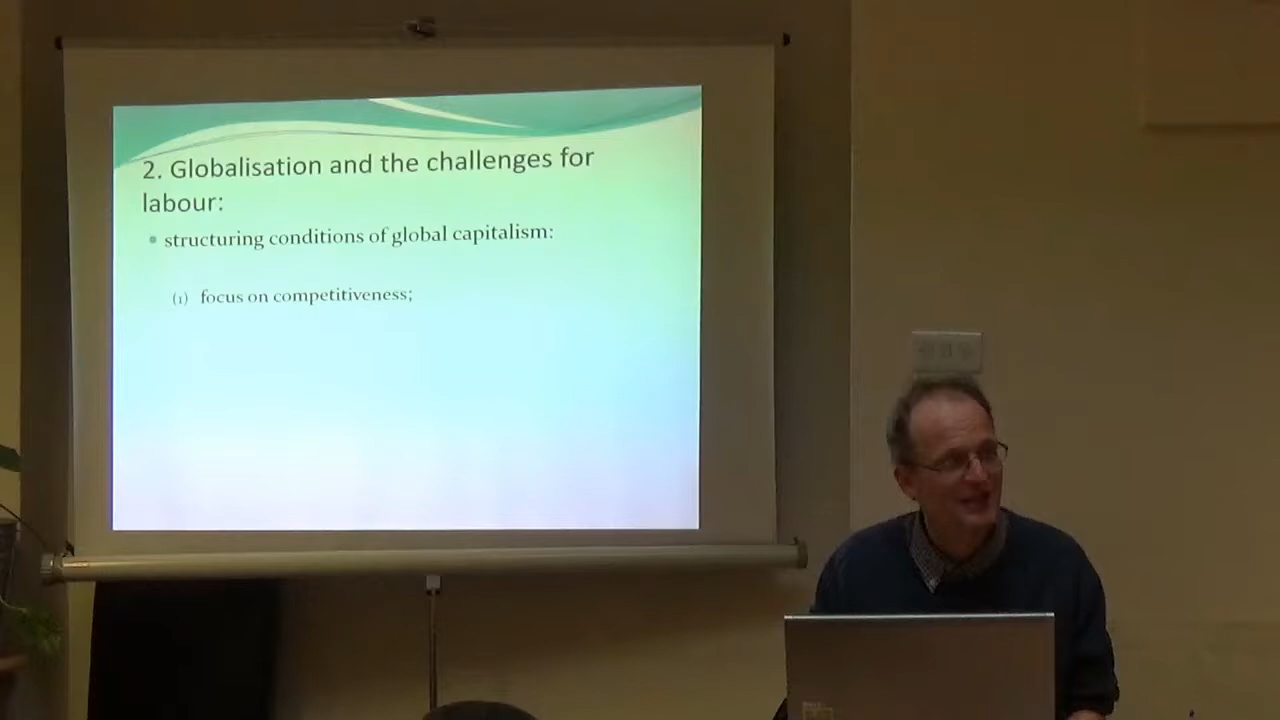 2. Globalisation and the challenges for
labour:
• structuring conditions of global capitalism:
(1) focus on competitiveness;